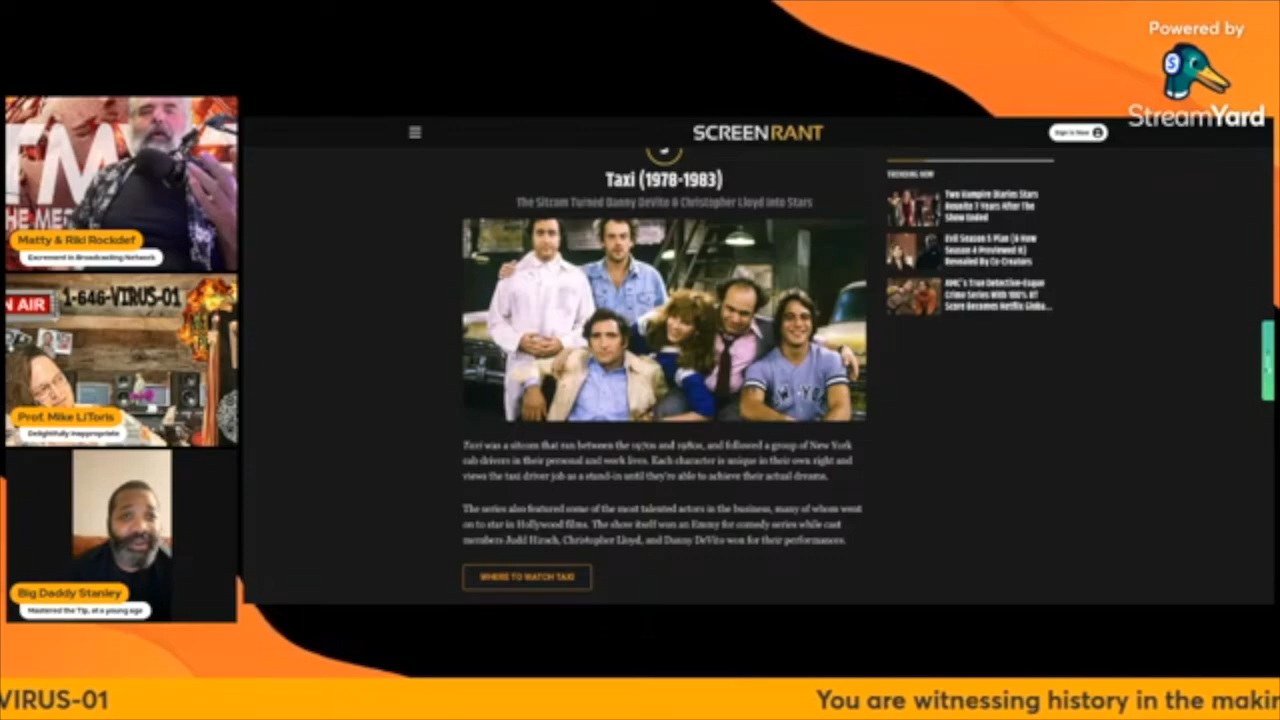 Powered by
StreamYard
TM
HE MED
Matty & Riki Rockdef
Excrement in Broadcasting Network
N AIR
1-646-VIRUS-01
Prof. Mike LiToris
Delightfully Inappropriate
Big Daddy Stanley
Mastered the Tip, at a young age
SCREENRANT
Sign In Now
Taxi (1978-1983)
The Sitcom Turned Danny DeVito & Christopher Lloyd Into Stars
NEW YO
Taxi was a sitcom that ran between the 1970s and 1980s, and followed a group of New York
cab drivers in their personal and work lives. Each character is unique in their own right and
views the taxi driver job as a stand-in until they're able to achieve their actual dreams.
The series also featured some of the most talented actors in the business, many of whom went
on to star in Hollywood films. The show itself won an Emmy for comedy series while cast
members Judd Hirsch, Christopher Lloyd, and Danny DeVito won for their performances.
WHERE TO WATCH TAXI
TRENDING NOW
Two Vampire Diaries Stars
Reunite 7 Years After The
Show Ended
Evil Season 5 Plan (& How
Season 4 Previewed It)
Revealed By Co-Creators
AMC's True Detective-Esque
Crime Series With 100% RT
Score Becomes Netflix Globa...
VIRUS-01
You are witnessing history in the makin